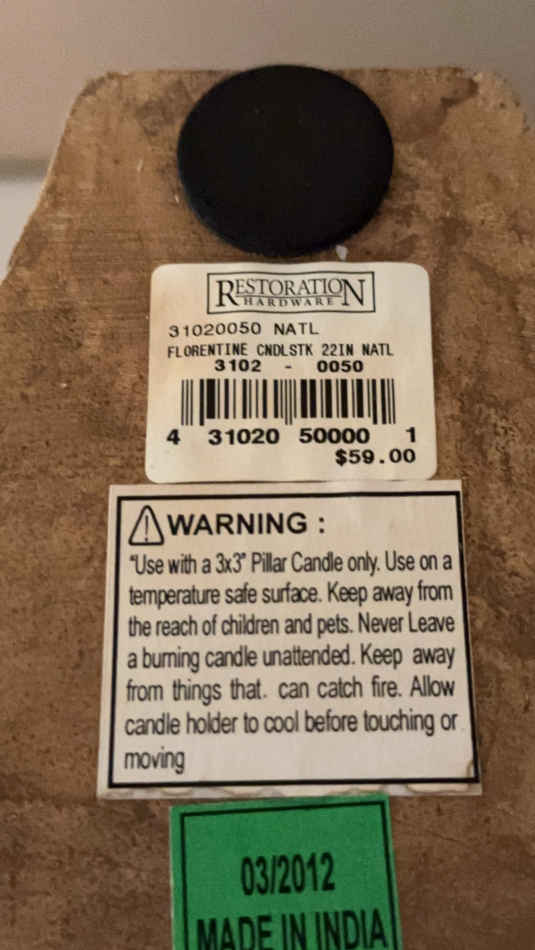 RESTORATION
HARDWARE
31020050 NATL
FLORENTINE CNDLSTK 22IN NATL
3102 - 0050
4 31020 50000 1
$59.00
WARNING :
"Use with a 3x3" Pillar Candle only. Use on a
temperature safe surface. Keep away from
the reach of children and pets. Never Leave
a burning candle unattended. Keep away
from things that. can catch fire. Allow
candle holder to cool before touching or
moving
03/2012
MADE IN INDIA